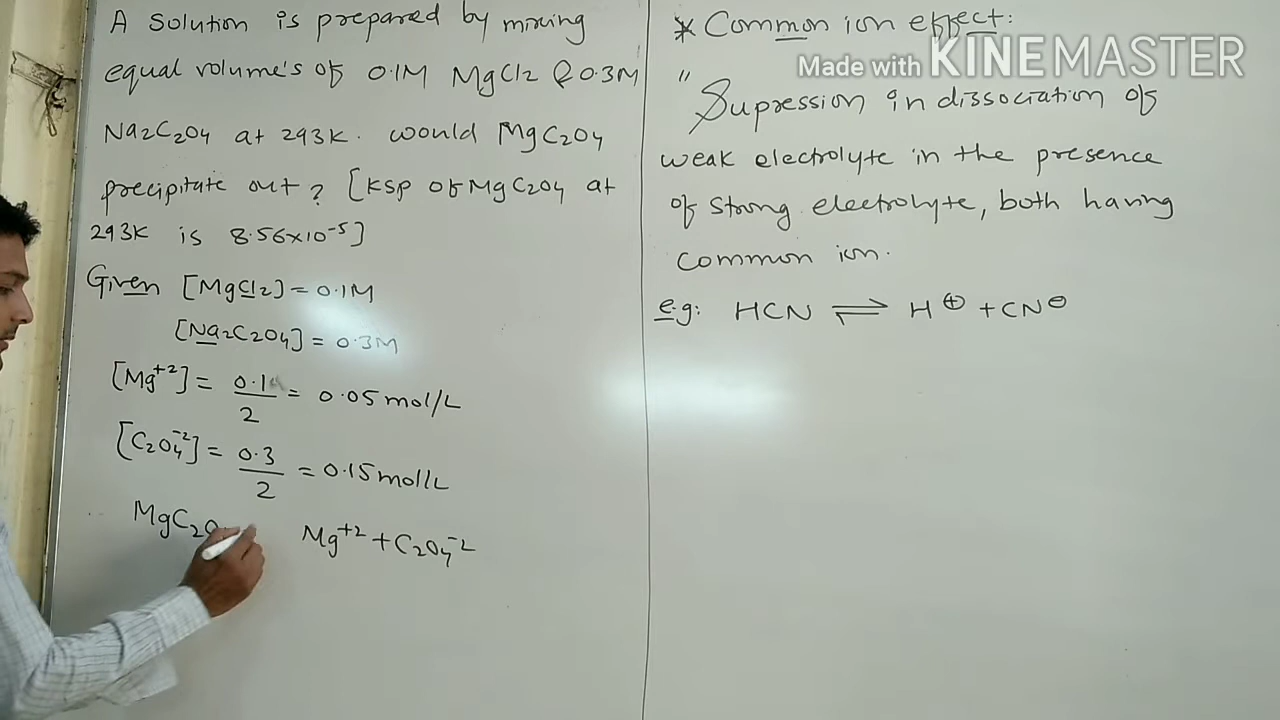 A Solution is prepared by mixing
equal volume's of 0.1M MgCl2 & 0.3M
Na2C2O4 at 293K. would MgC2O4
precipitate out? [Ksp of MgC2O4 at
293K is 8.56x10-5]
Given [MgCl2] = 0.1M
[Na2C2O4] = 0.3M
[Mg+2] = 0.1/2 = 0.05 mol/L
[C2O4-2] = 0.3/2 = 0.15 mol/L
MgC2O Mg+2 + C2O4-2
* Common ion effect:
Made with KINEMASTER
" Supression in dissociation of
weak electrolyte in the presence
of strong electrolyte, both having
Common ion.
e.g: HCN ⇌ H⊕ + CN⊖